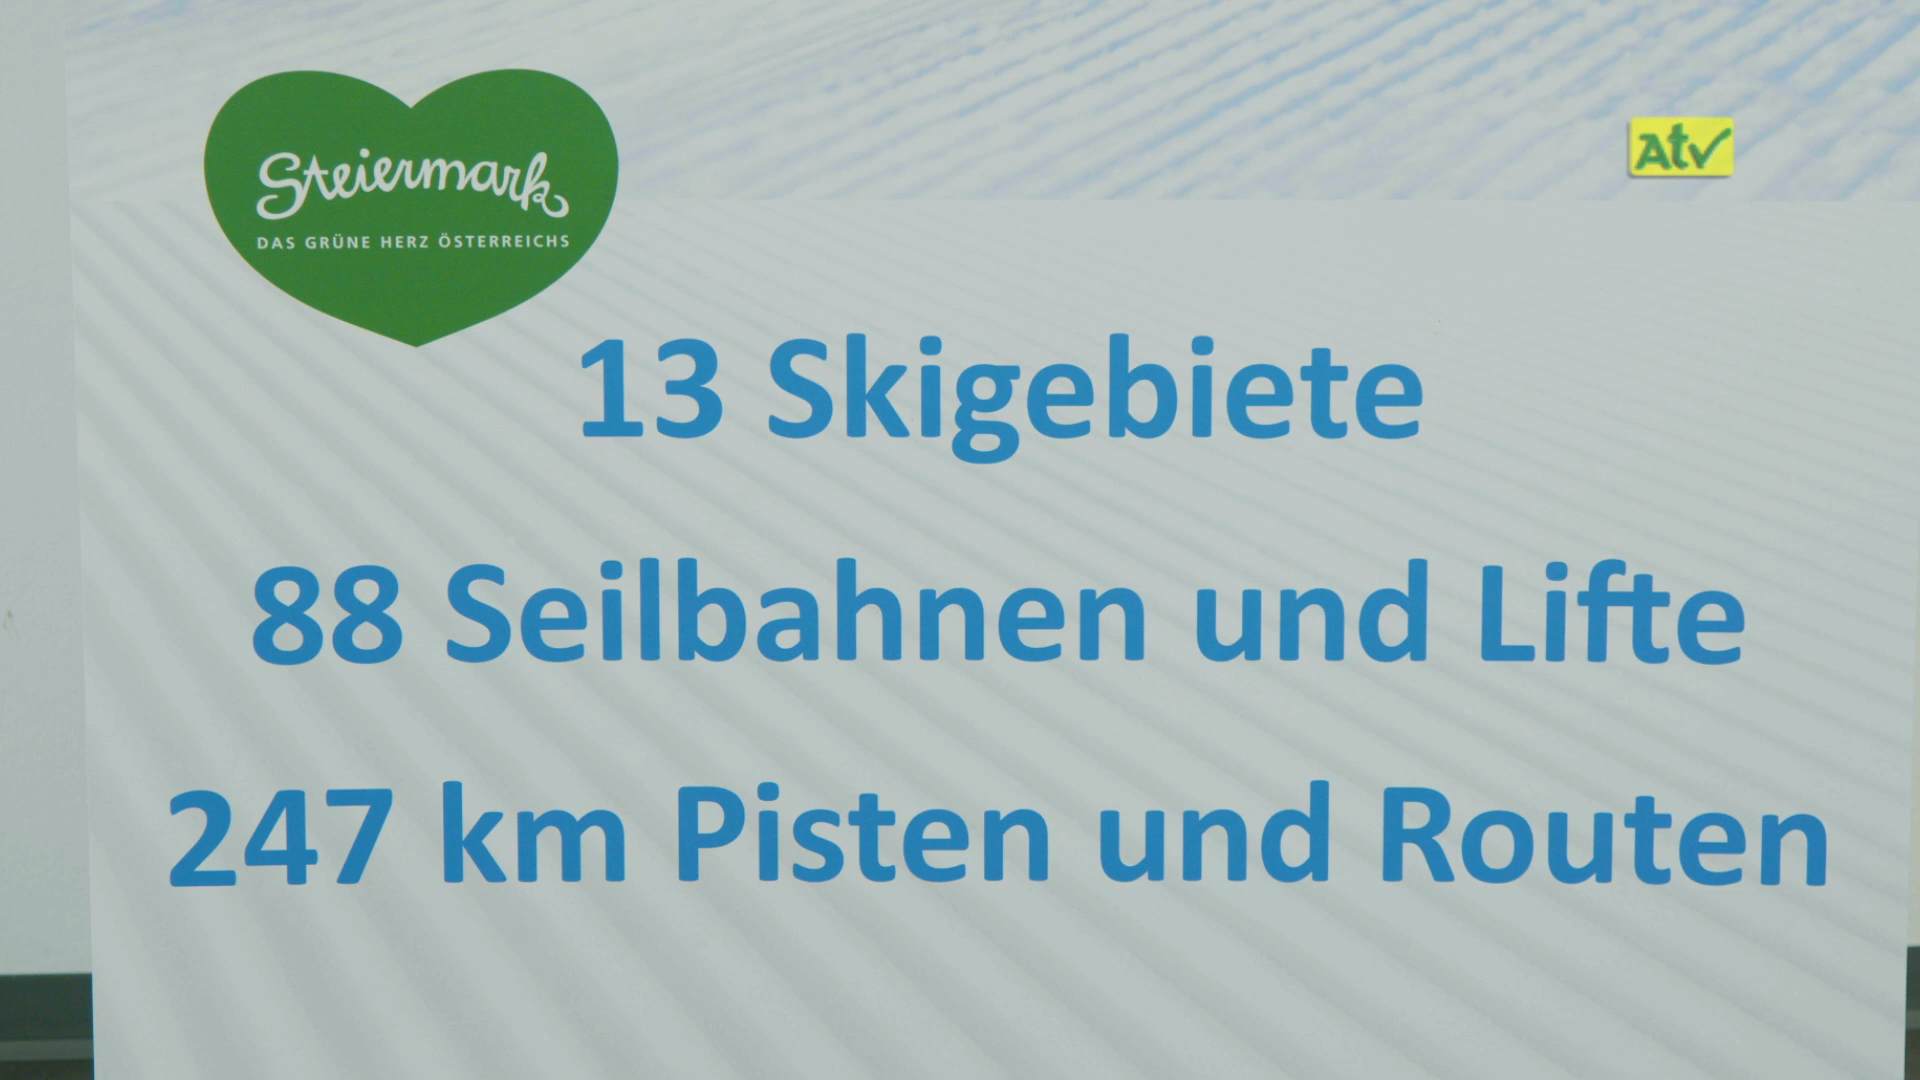 Steiermark
DAS GRÜNE HERZ ÖSTERREICHS
Atv
13 Skigebiete
88 Seilbahnen und Lifte
247 km Pisten und Routen